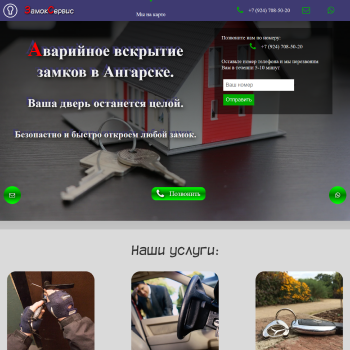 ЗамокСервис
Мы на карте
+7 (924) 708-50-20
Аварийное вскрытие
замков в Ангарске.
Ваша дверь останется целой.
Безопастно и быстро откроем любой замок.
Позвоните нам по номеру:
+7 (924) 708-50-20
Оставьте номер телефона и мы перезвоним
Вам в течении 5-10 минут
Ваш номер
Отправить
Позвонить
Наши услуги: